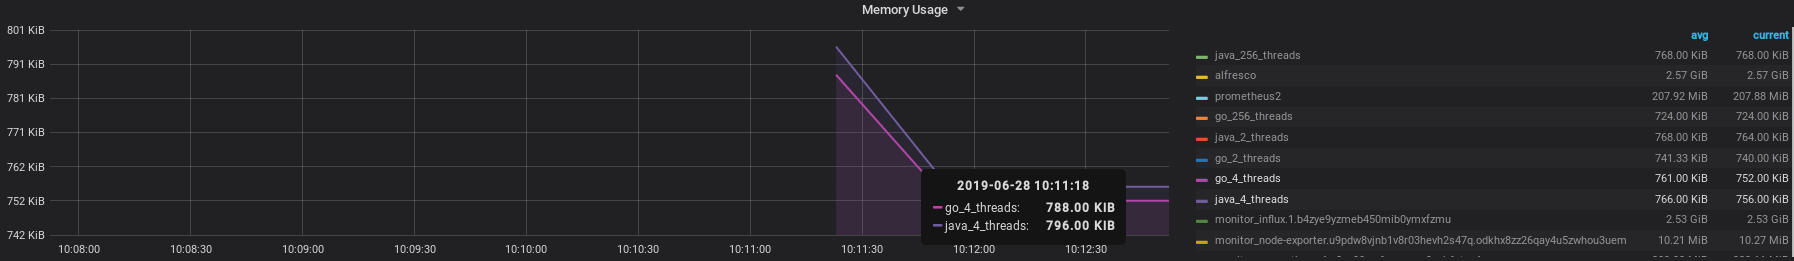 Memory Usage
801 KiB
791 KiB
781 KiB
771 KiB
762 KiB
752 KiB
742 KiB
10:08:00 10:08:30 10:09:00 10:09:30 10:10:00 10:10:30 10:11:00 10:11:30 10:12:00 10:12:30
2019-06-28 10:11:18
go_4_threads: 788.00 KIB
java_4_threads: 796.00 KIB
avg current
java_256_threads 768.00 KiB 768.00 KiB
alfresco 2.57 GiB 2.57 GiB
prometheus2 207.92 MiB 207.88 MiB
go_256_threads 724.00 KiB 724.00 KiB
java_2_threads 768.00 KiB 764.00 KiB
go_2_threads 741.33 KiB 740.00 KiB
go_4_threads 761.00 KiB 752.00 KiB
java_4_threads 766.00 KiB 756.00 KiB
monitor_influx.1.b4zye9yzmeb450mib0ymxfzmu 2.53 GiB 2.53 GiB
monitor_node-exporter.u9pdw8vjnb1v8r03hevh2s47q.odkhx8zz26qay4u5zwhou3uem 10.21 MiB 10.27 MiB